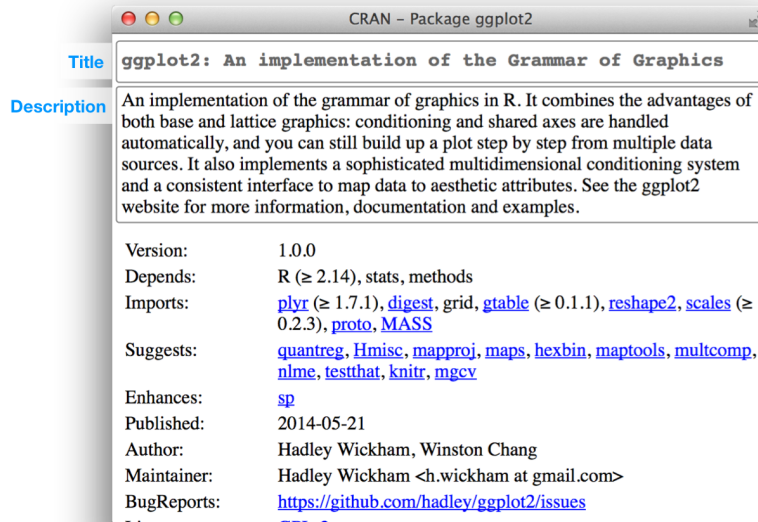 CRAN – Package ggplot2
Title
ggplot2: An implementation of the Grammar of Graphics
Description
An implementation of the grammar of graphics in R. It combines the advantages of
both base and lattice graphics: conditioning and shared axes are handled
automatically, and you can still build up a plot step by step from multiple data
sources. It also implements a sophisticated multidimensional conditioning system
and a consistent interface to map data to aesthetic attributes. See the ggplot2
website for more information, documentation and examples.
Version: 1.0.0
Depends: R (≥ 2.14), stats, methods
Imports: plyr (≥ 1.7.1), digest, grid, gtable (≥ 0.1.1), reshape2, scales (≥
0.2.3), proto, MASS
Suggests: quantreg, Hmisc, mapproj, maps, hexbin, maptools, multcomp,
nlme, testthat, knitr, mgcv
Enhances: sp
Published: 2014-05-21
Author: Hadley Wickham, Winston Chang
Maintainer: Hadley Wickham <h.wickham at gmail.com>
BugReports: https://github.com/hadley/ggplot2/issues